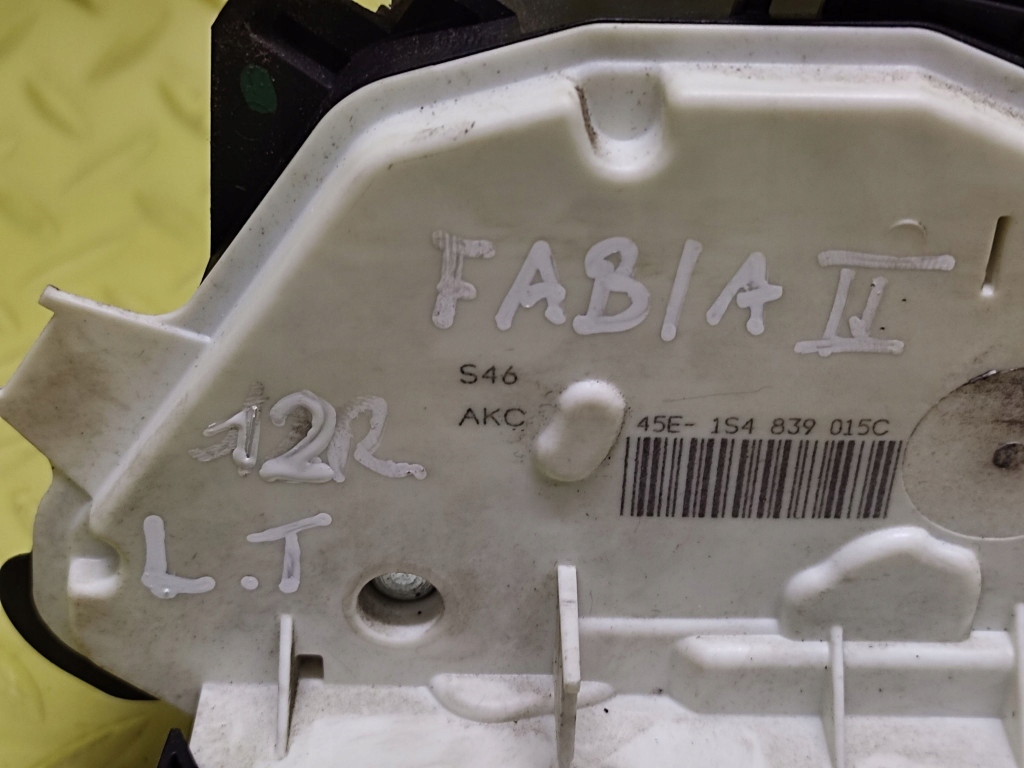 FABIA II
S46
AKC
45E- 1S4 839 015C
12R
L.T